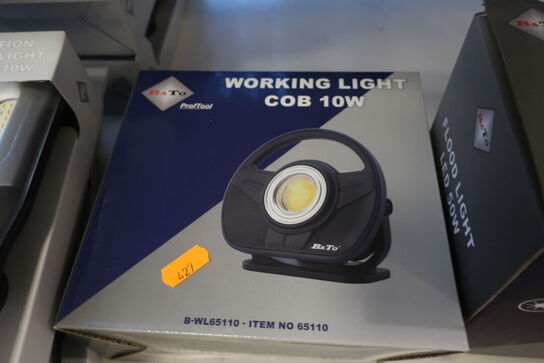 BATO
ProfTool
WORKING LIGHT
COB 10W
BATO
427
B-WL65110 - ITEM NO 65110
LIGHT
10W
BATO
BATO
FLOOD LIGHT
LED 50W